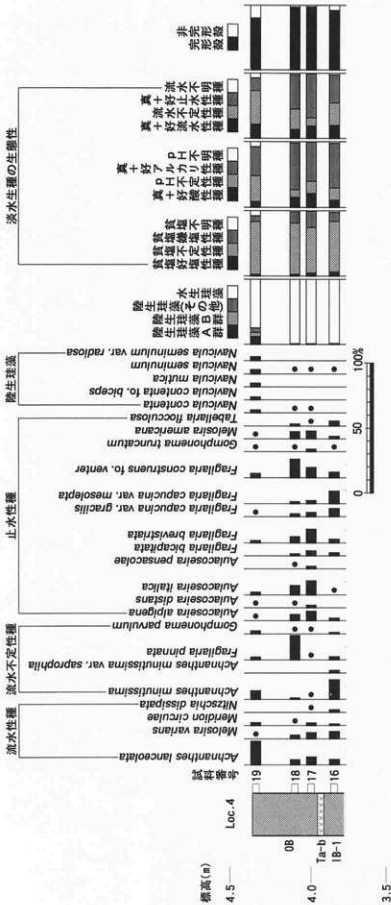 標高(m)
4.5
4.0
3.5
Loc.4
OB
Ta-b
IB-1
試料番号
19
18
17
16
流水性種
Achnanthes lanceolata
Melosira varians
Meridion circulae
Nitzschia dissipata
流水不定性種
Achnanthes minutissima
Achnanthes minutissima var. saprophila
Fragilaria pinnata
Gomphonema parvulum
止水性種
Aulacoseira alpigena
Aulacoseira distans
Aulacoseira italica
Aulacoseira pensacolae
Fragilaria bicapitata
Fragilaria brevistriata
Fragilaria capucina var. gracilis
Fragilaria capucina var. mesolepta
Fragilaria construens fo. venter
Gomphonema truncatum
Melosira americana
Tabellaria flocculosa
陸生珪藻
Navicula contenta
Navicula contenta fo. biceps
Navicula mutica
Navicula seminulum
Navicula seminulum var. radiosa
0
50
100%
陸生珪藻A群
陸生珪藻B群
陸生珪藻(その他)
水生珪藻
淡水生種の生態性
貧塩好塩性種
貧塩不定性種
貧塩嫌塩性種
貧塩不明種
真+好酸性種
pH不定性種
真+好アルカリ性種
pH不明種
真+好流水性種
流水不定性種
真+好止水性種
流水不明種
完形殻
非完形殻